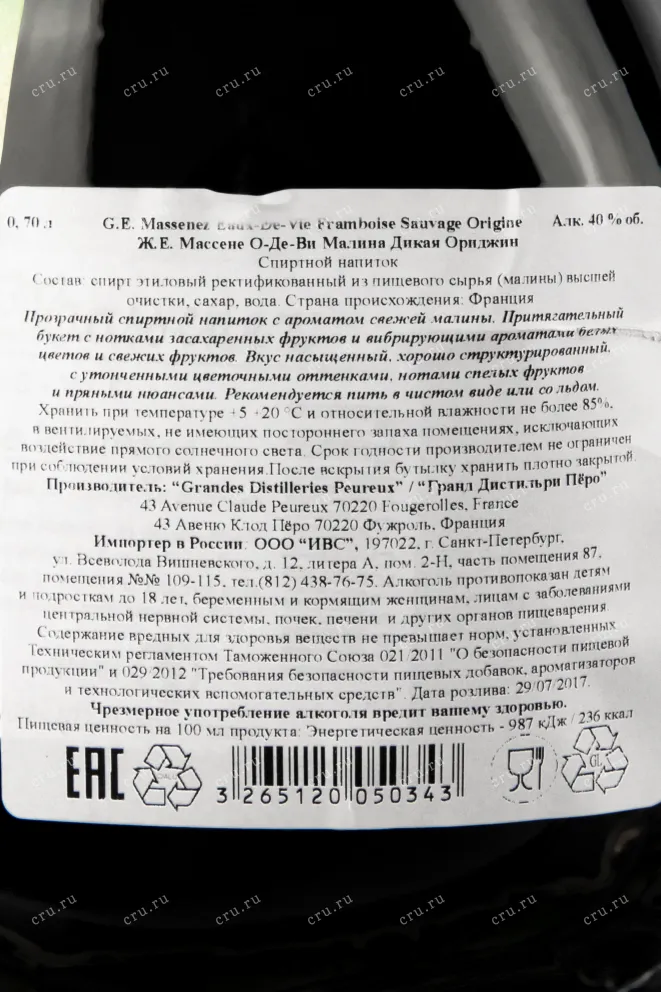 0, 70 л G.E. Massenez Eaux-De-Vie Framboise Sauvage Origine Алк. 40 % об.
Ж.Е. Массене О-Де-Ви Малина Дикая Ориджин
Спиртной напиток
Состав: спирт этиловый ректификованный из пищевого сырья (малины) высшей
очистки, сахар, вода. Страна происхождения: Франция
Прозрачный спиртной напиток с ароматом свежей малины. Притягательный
букет с нотками засахаренных фруктов и вибрирующими ароматами белых
цветов и свежих фруктов. Вкус насыщенный, хорошо структурированный,
с утонченными цветочными оттенками, нотами спелых фруктов
и пряными нюансами. Рекомендуется пить в чистом виде или со льдом.
Хранить при температуре +5 +20 °С и относительной влажности не более 85%,
в вентилируемых, не имеющих постороннего запаха помещениях, исключающих
воздействие прямого солнечного света. Срок годности производителем не ограничен
при соблюдении условий хранения.После вскрытия бутылку хранить плотно закрытой.
Производитель: “Grandes Distilleries Peureux” / “Гранд Дистильри Пёро”
43 Avenue Claude Peureux 70220 Fougerolles, France
43 Авеню Клод Пёро 70220 Фужроль, Франция
Импортер в России: ООО “ИВС”, 197022, г. Санкт-Петербург,
ул. Всеволода Вишневского, д. 12, литера А, пом. 2-Н, часть помещения 87,
помещения №№ 109-115, тел.(812) 438-76-75. Алкоголь противопоказан детям
и подросткам до 18 лет, беременным и кормящим женщинам, лицам с заболеваниями
центральной нервной системы, почек, печени и других органов пищеварения.
Содержание вредных для здоровья веществ не превышает норм, установленных
Техническим регламентом Таможенного Союза 021/2011 "О безопасности пищевой
продукции" и 029/2012 "Требования безопасности пищевых добавок, ароматизаторов
и технологических вспомогательных средств". Дата розлива: 29/07/2017.
Чрезмерное употребление алкоголя вредит вашему здоровью.
Пищевая ценность на 100 мл продукта: Энергетическая ценность - 987 кДж / 236 ккал
EAC
3 265120 050343
GL
cru.ru